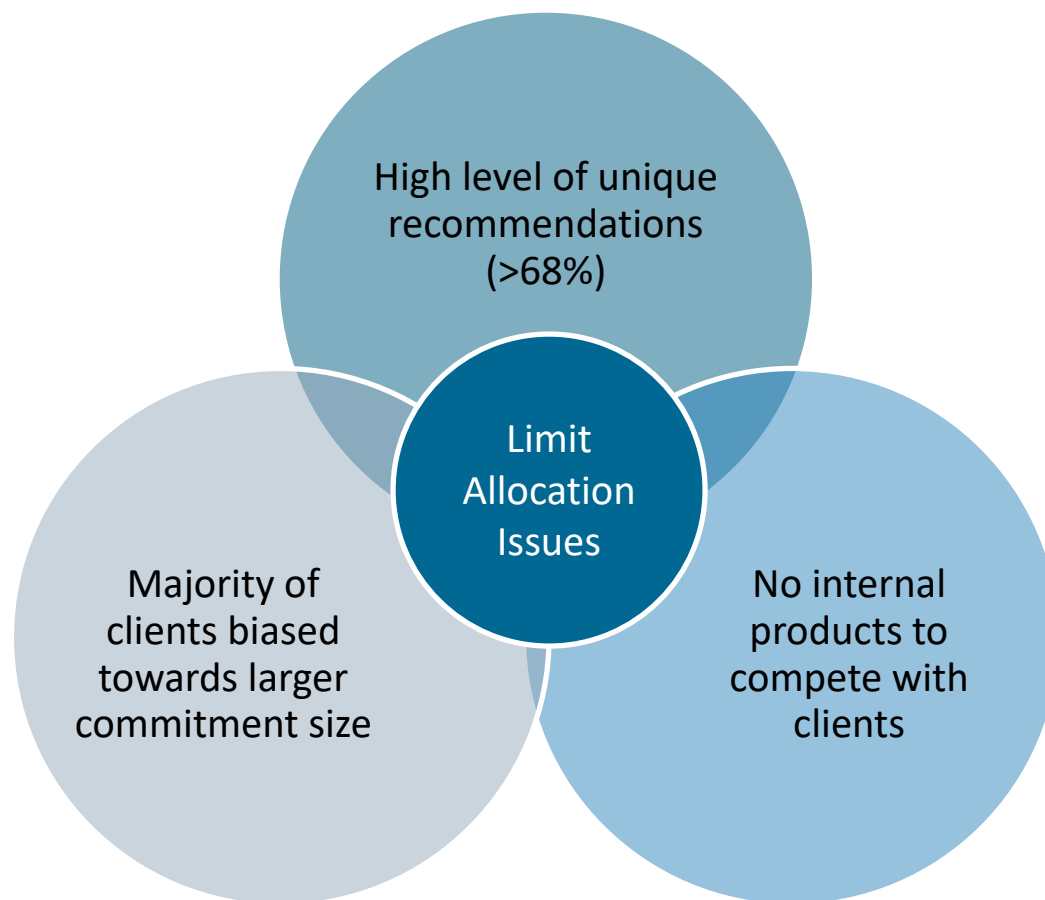 High level of unique
recommendations
(>68%)
Limit
Allocation
Issues
Majority of
clients biased
towards larger
commitment size
No internal
products to
compete with
clients